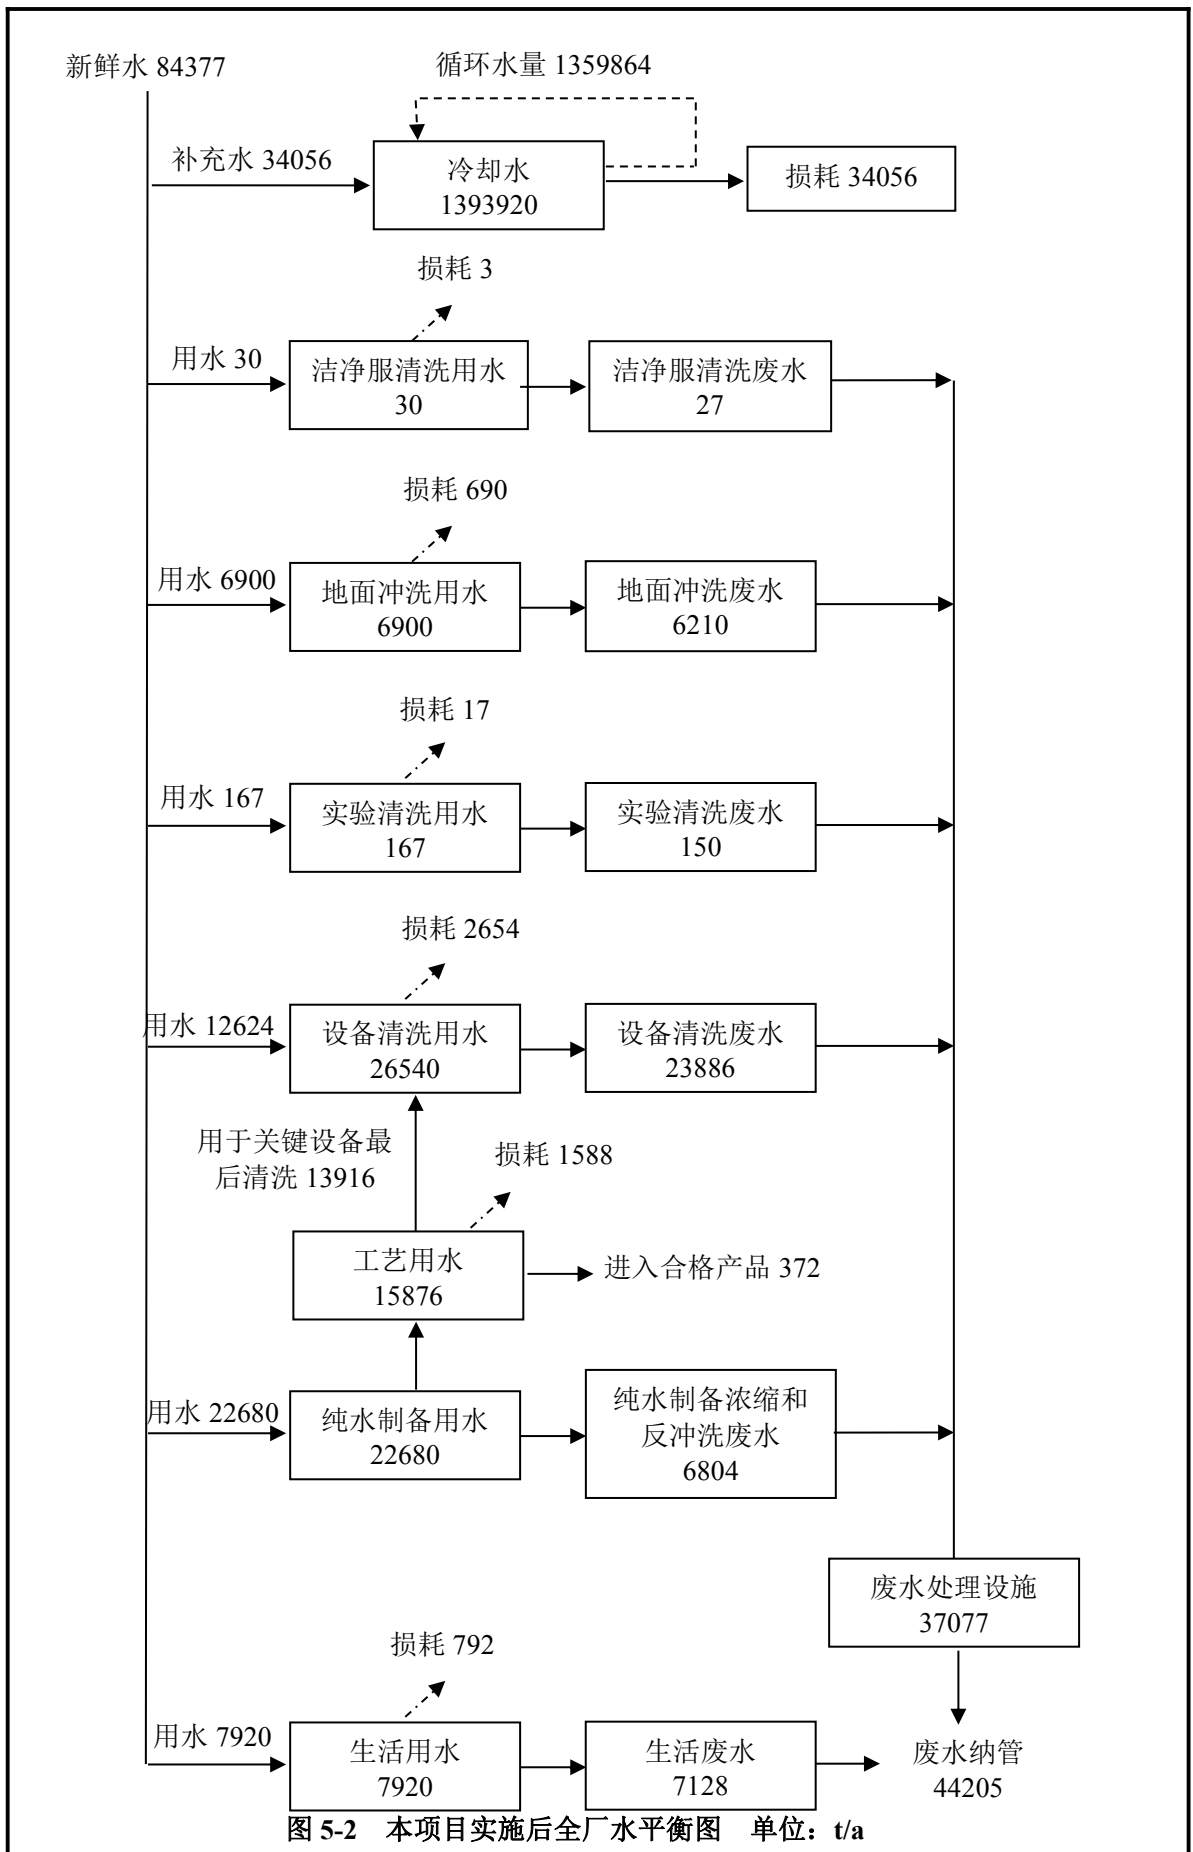 新鲜水 84377
循环水量 1359864
补充水 34056
冷却水
1393920
损耗 34056
损耗 3
用水 30
洁净服清洗用水
30
洁净服清洗废水
27
损耗 690
用水 6900
地面冲洗用水
6900
地面冲洗废水
6210
损耗 17
用水 167
实验清洗用水
167
实验清洗废水
150
损耗 2654
用水 12624
设备清洗用水
26540
设备清洗废水
23886
用于关键设备最
后清洗 13916
损耗 1588
工艺用水
15876
进入合格产品 372
用水 22680
纯水制备用水
22680
纯水制备浓缩和
反冲洗废水
6804
废水处理设施
37077
损耗 792
用水 7920
生活用水
7920
生活废水
7128
废水纳管
44205
图 5-2 本项目实施后全厂水平衡图 单位：t/a